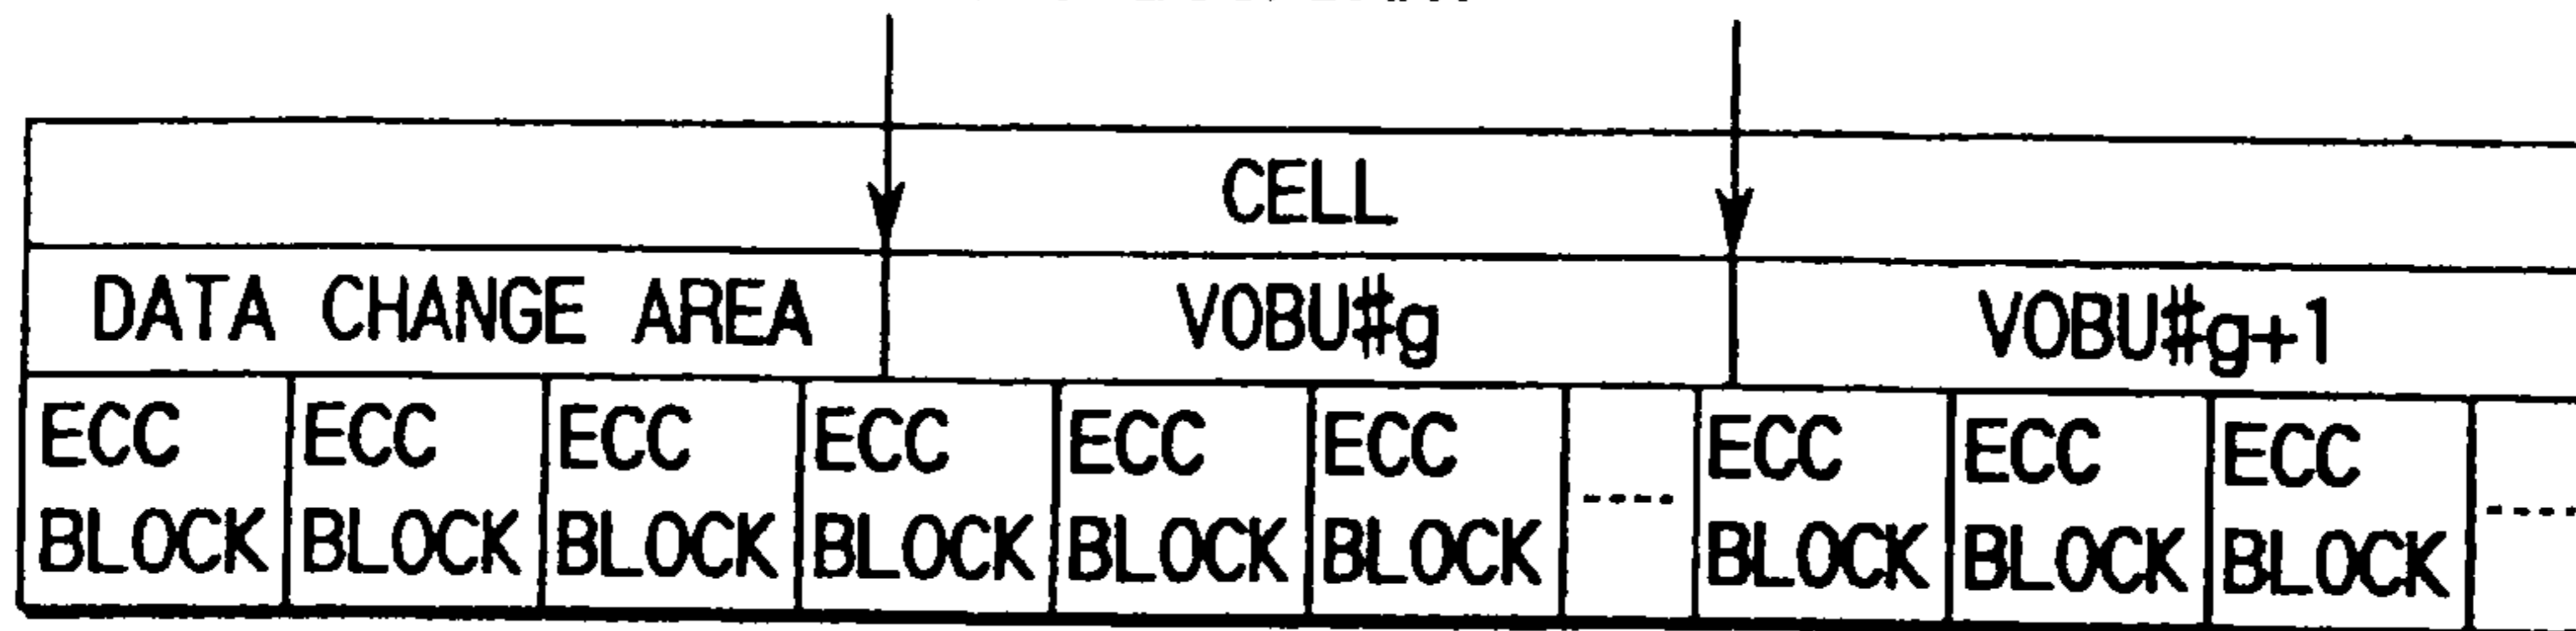 CELL
DATA CHANGE AREA VOBU#g VOBU#g+1
ECC ECC ECC ECC ECC ECC ECC ECC ECC
BLOCK BLOCK BLOCK BLOCK BLOCK BLOCK ---- BLOCK BLOCK BLOCK ----